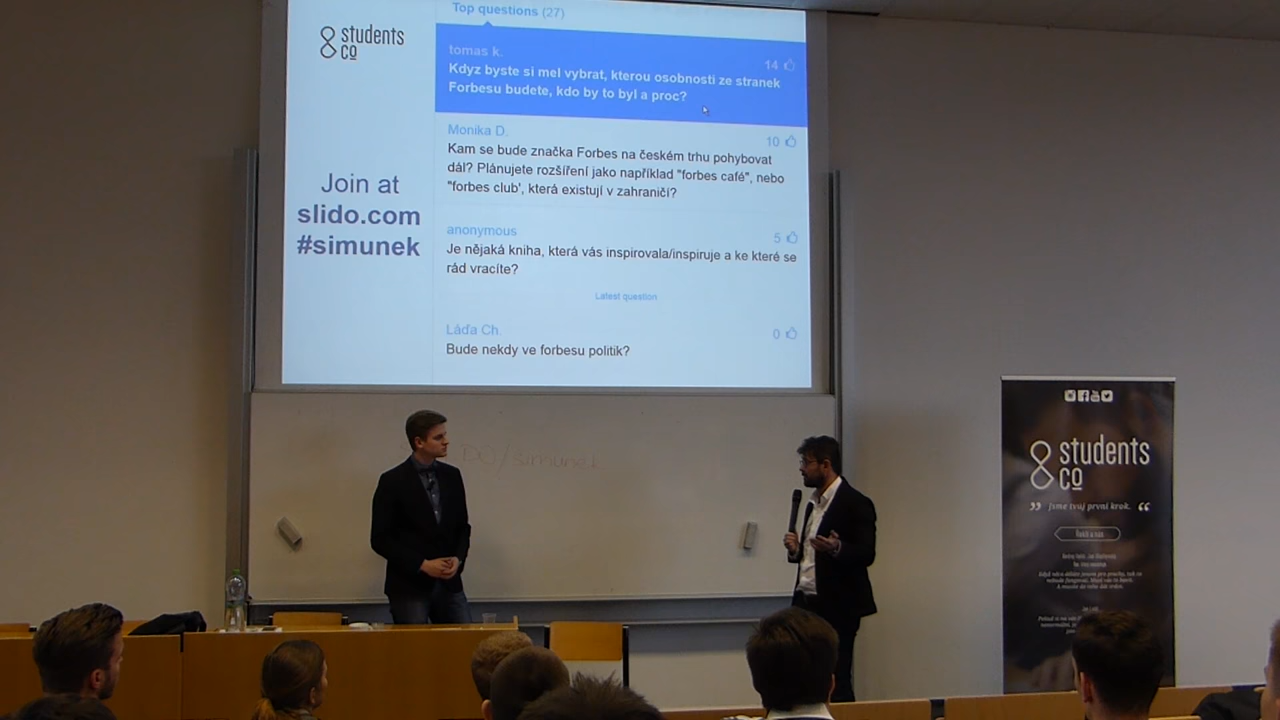 Top questions (27)
students
co
tomas k.
14
Kdyz byste si mel vybrat, kterou osobnosti ze stranek
Forbesu budete, kdo by to byl a proc?
Monika D.
10
Kam se bude značka Forbes na českém trhu pohybovat
dál? Plánujete rozšíření jako například "forbes café", nebo
"forbes club', která existují v zahraničí?
Join at
slido.com
#simunek
anonymous
5
Je nějaká kniha, která vás inspirovala/inspiruje a ke které se
rád vracíte?
Latest question
Láďa Ch.
0
Bude nekdy ve forbesu politik?
DO/simunek
students
co
jsme tvůj první krok.